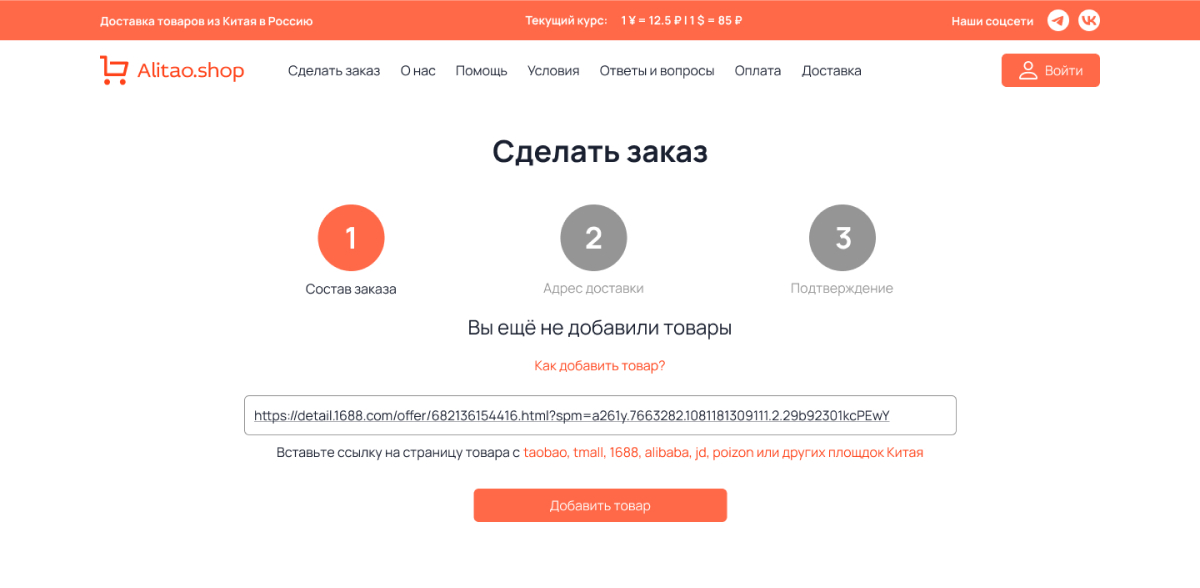 Доставка товаров из Китая в Россию
Текущий курс: 1 ¥ = 12.5 ₽ I 1 $ = 85 ₽
Наши соцсети
Alitao.shop
Сделать заказ О нас Помощь Условия Ответы и вопросы Оплата Доставка
Войти
Сделать заказ
1 2 3
Состав заказа Адрес доставки Подтверждение
Вы ещё не добавили товары
Как добавить товар?
https://detail.1688.com/offer/682136154416.html?spm=a261y.7663282.1081181309111.2.29b92301kcPEwY
Вставьте ссылку на страницу товара с taobao, tmall, 1688, alibaba, jd, poizon или других площдок Китая
Добавить товар